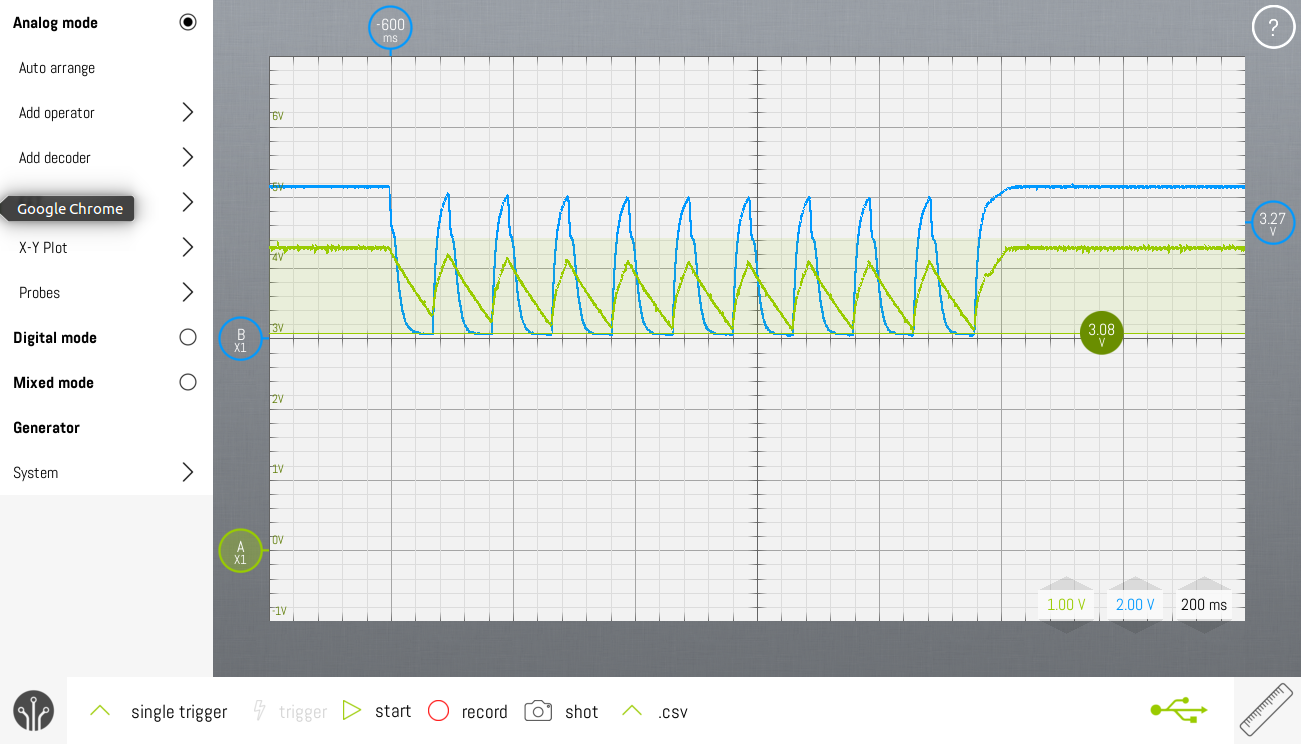 Analog mode
Auto arrange
Add operator
Add decoder
Google Chrome
X-Y Plot
Probes
Digital mode
Mixed mode
Generator
System
-600
ms
?
6V
5V
4V
3V
2V
1V
0V
-1V
3.27
V
B
X1
3.08
V
A
X1
1.00 V
2.00 V
200 ms
single trigger
trigger
start
record
shot
.csv